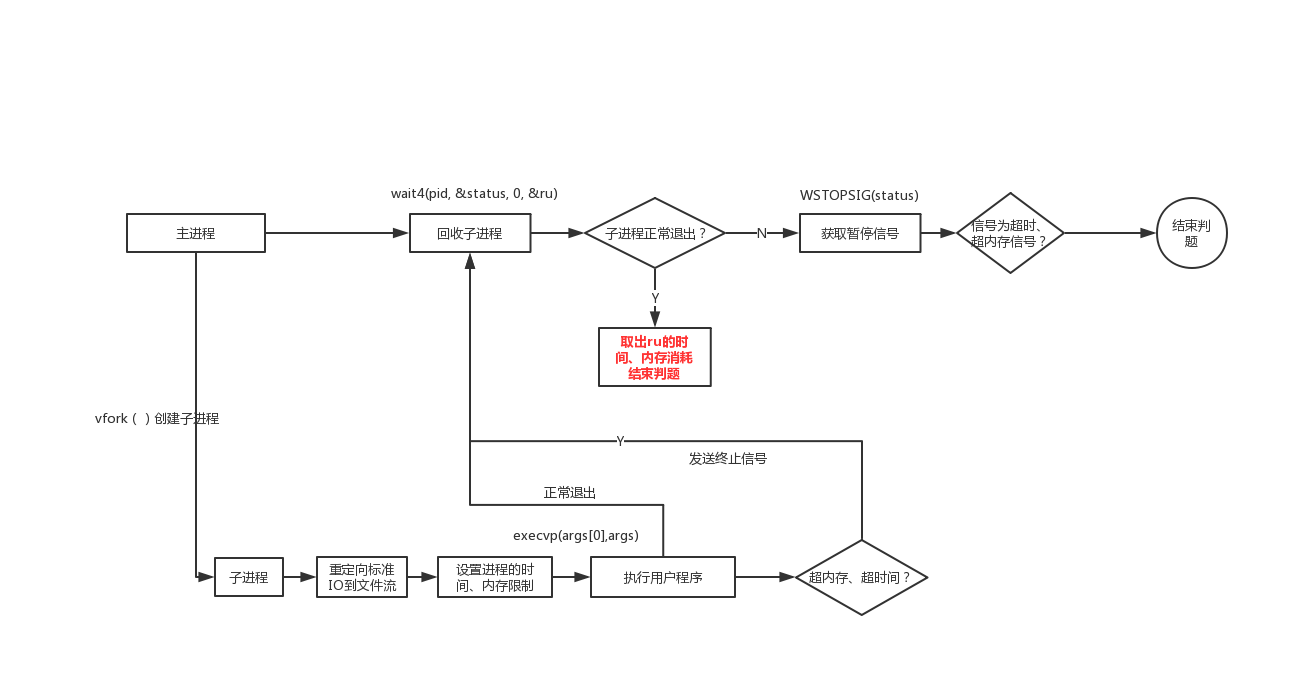 wait4(pid, &status, 0, &ru)
WSTOPSIG(status)
主进程
回收子进程
子进程正常退出？
N
获取暂停信号
信号为超时、
超内存信号？
结束判
题
Y
取出ru的时
间、内存消耗
结束判题
vfork（ ）创建子进程
Y
发送终止信号
正常退出
execvp(args[0],args)
子进程
重定向标准
IO到文件流
设置进程的时
间、内存限制
执行用户程序
超内存、超时间？